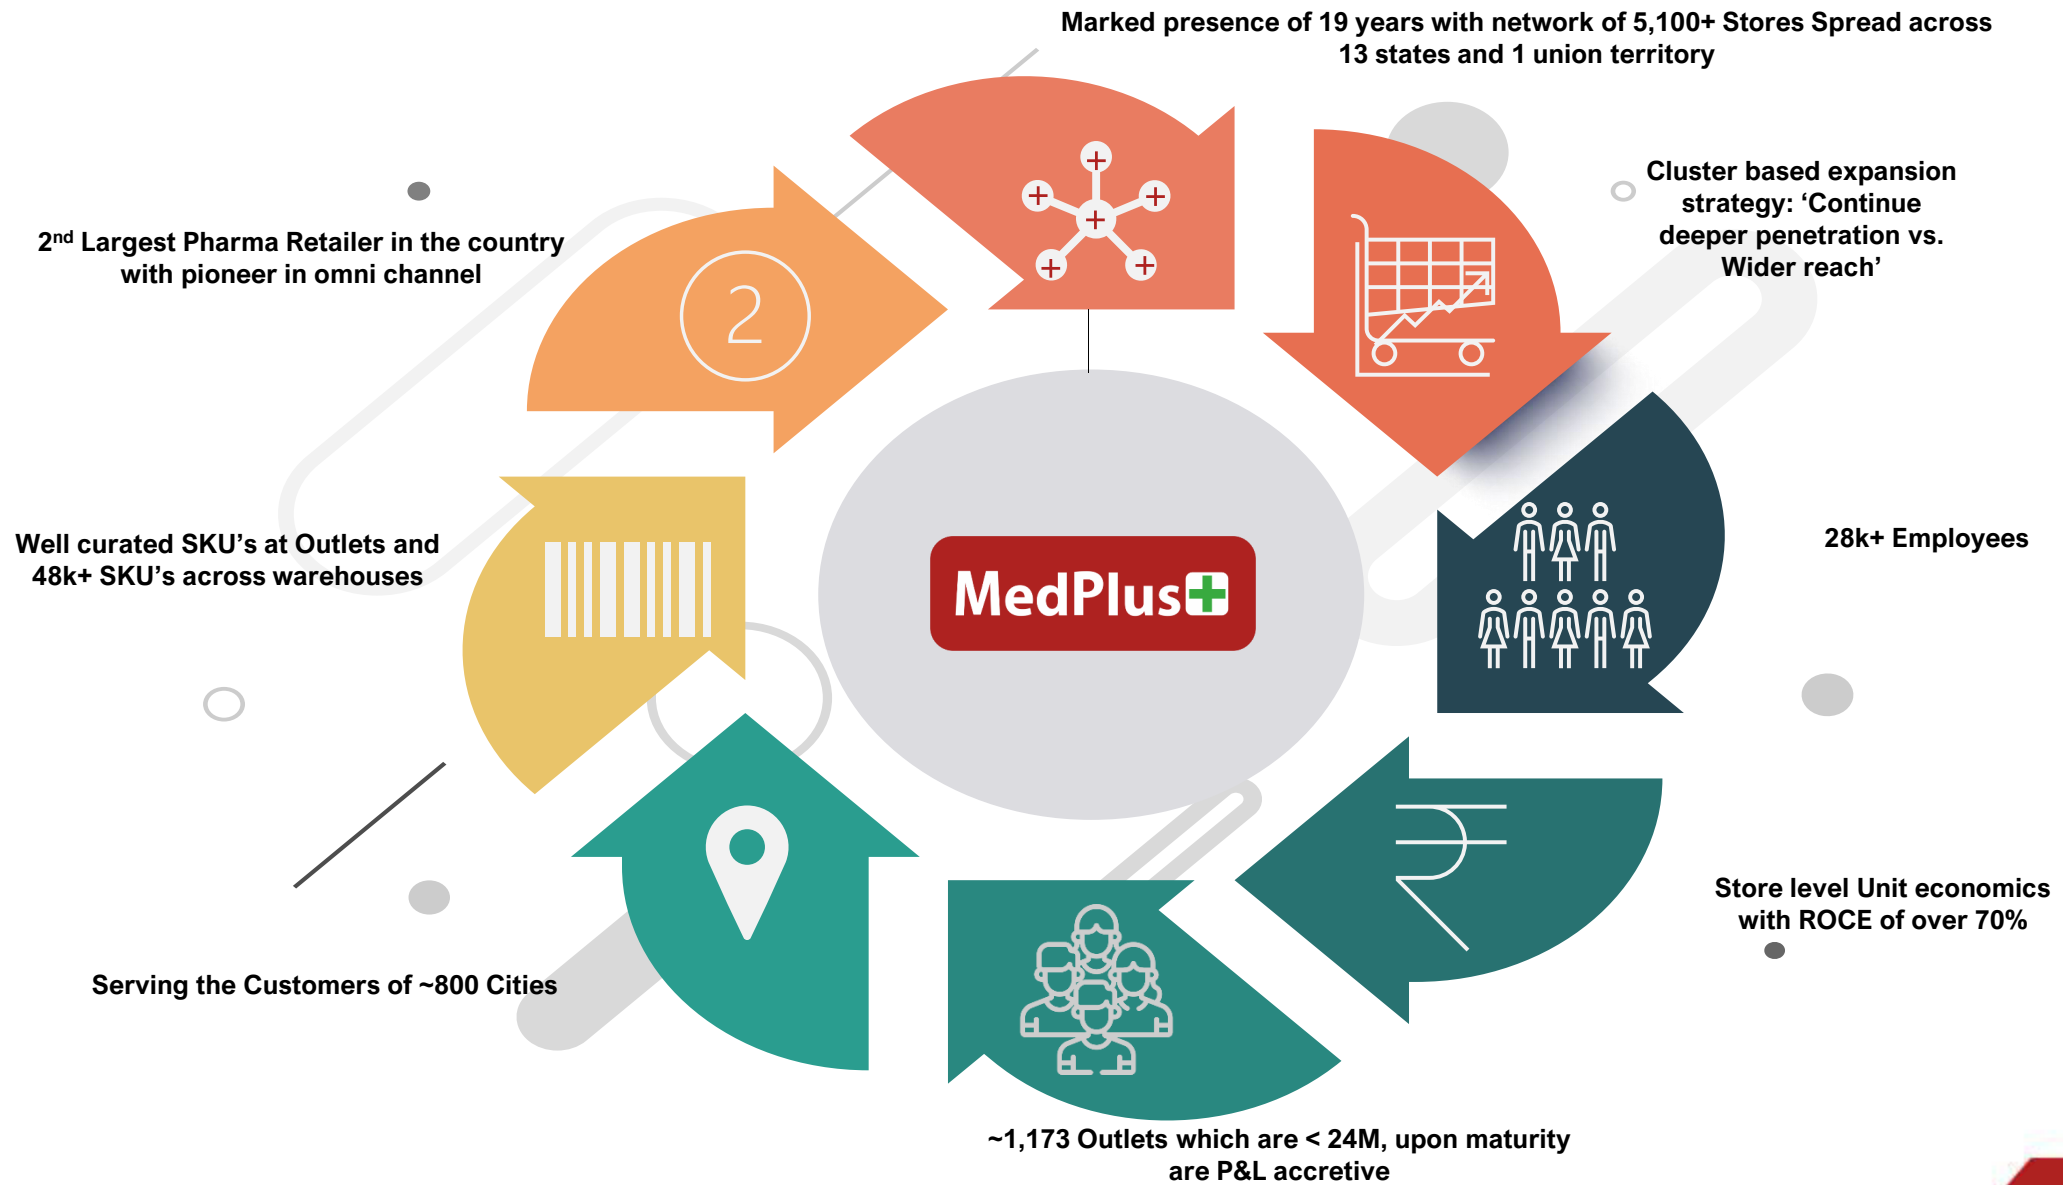 Marked presence of 19 years with network of 5,100+ Stores Spread across
13 states and 1 union territory
Cluster based expansion
strategy: ‘Continue
deeper penetration vs.
Wider reach’
2nd Largest Pharma Retailer in the country
with pioneer in omni channel
2
Well curated SKU’s at Outlets and
48k+ SKU’s across warehouses
MedPlus
28k+ Employees
Store level Unit economics
with ROCE of over 70%
Serving the Customers of ~800 Cities
~1,173 Outlets which are < 24M, upon maturity
are P&L accretive